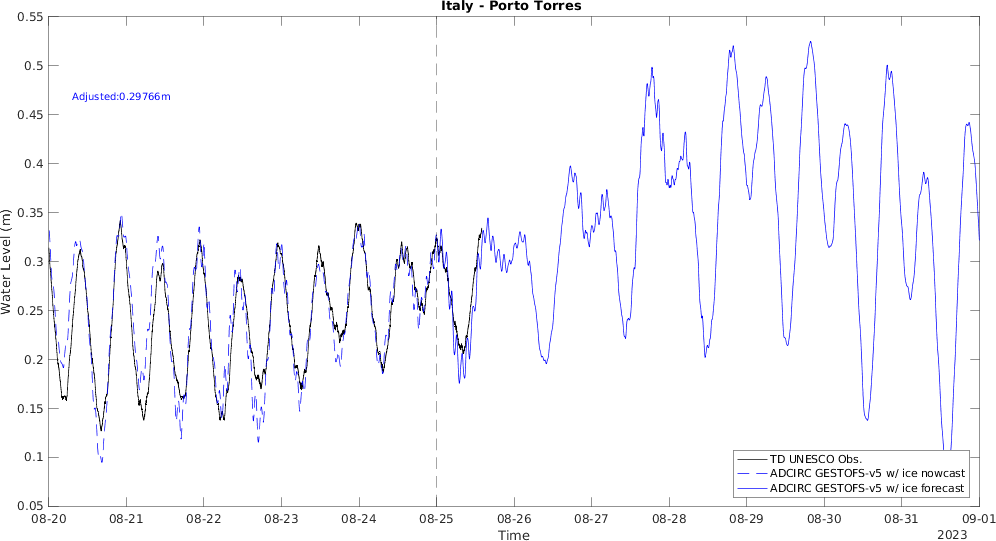 Italy - Porto Torres
Water Level (m)
0.55
0.5
0.45
0.4
0.35
0.3
0.25
0.2
0.15
0.1
0.05
Adjusted:0.29766m
TD UNESCO Obs.
ADCIRC GESTOFS-v5 w/ ice nowcast
ADCIRC GESTOFS-v5 w/ ice forecast
08-20 08-21 08-22 08-23 08-24 08-25 08-26 08-27 08-28 08-29 08-30 08-31 09-01
Time
2023